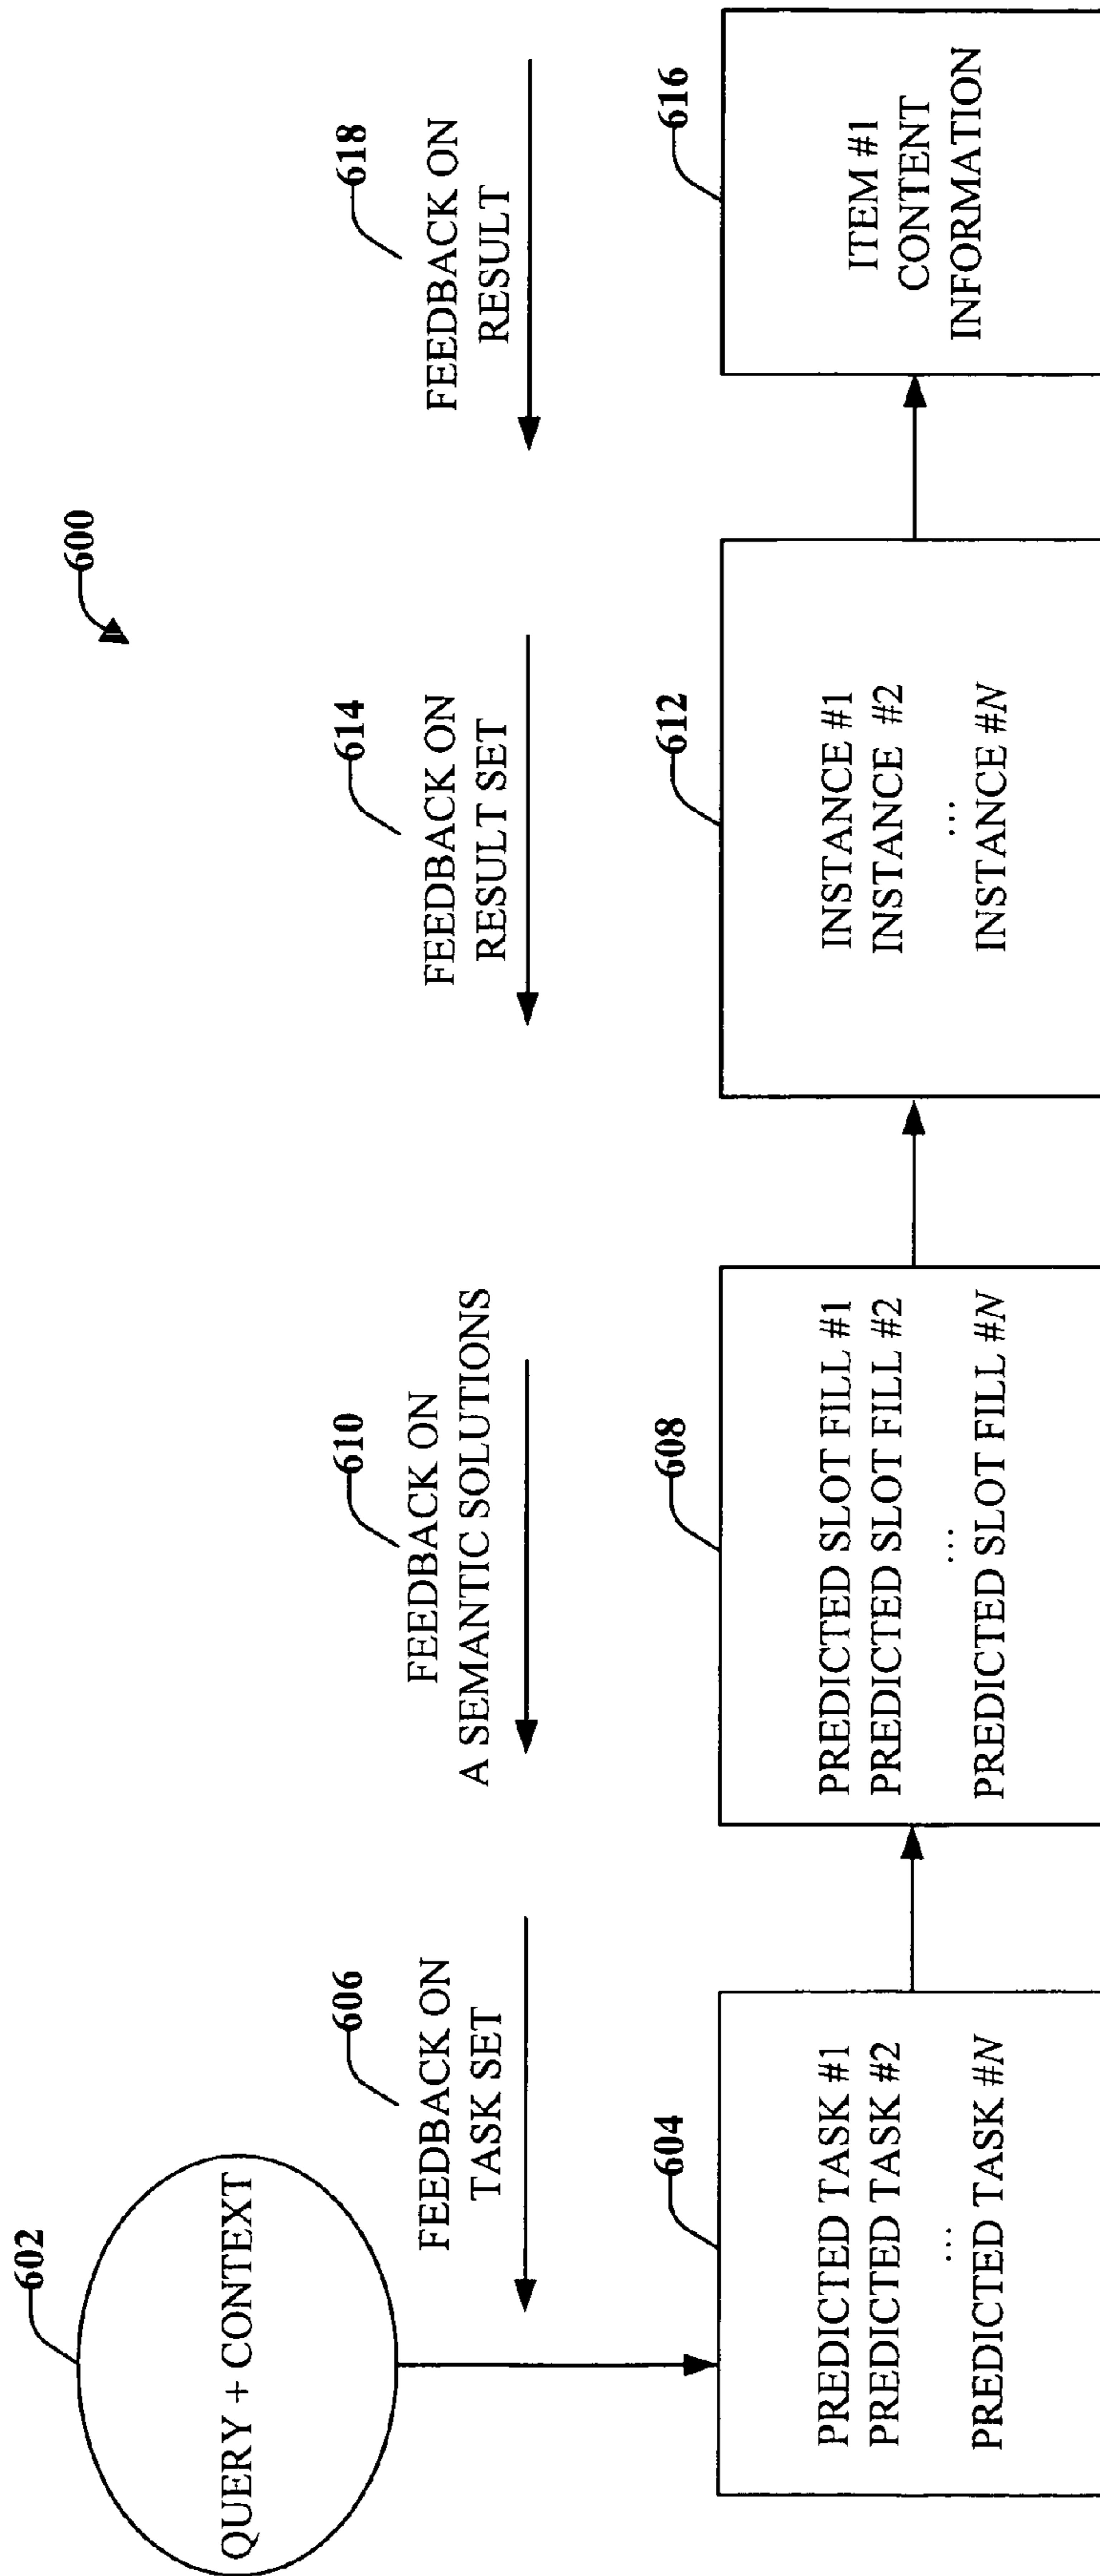 600
602
QUERY + CONTEXT
606
FEEDBACK ON
TASK SET
610
FEEDBACK ON
A SEMANTIC SOLUTIONS
614
FEEDBACK ON
RESULT SET
618
FEEDBACK ON
RESULT
604
PREDICTED TASK #1
PREDICTED TASK #2
...
PREDICTED TASK #N
608
PREDICTED SLOT FILL #1
PREDICTED SLOT FILL #2
...
PREDICTED SLOT FILL #N
612
INSTANCE #1
INSTANCE #2
...
INSTANCE #N
616
ITEM #1
CONTENT
INFORMATION